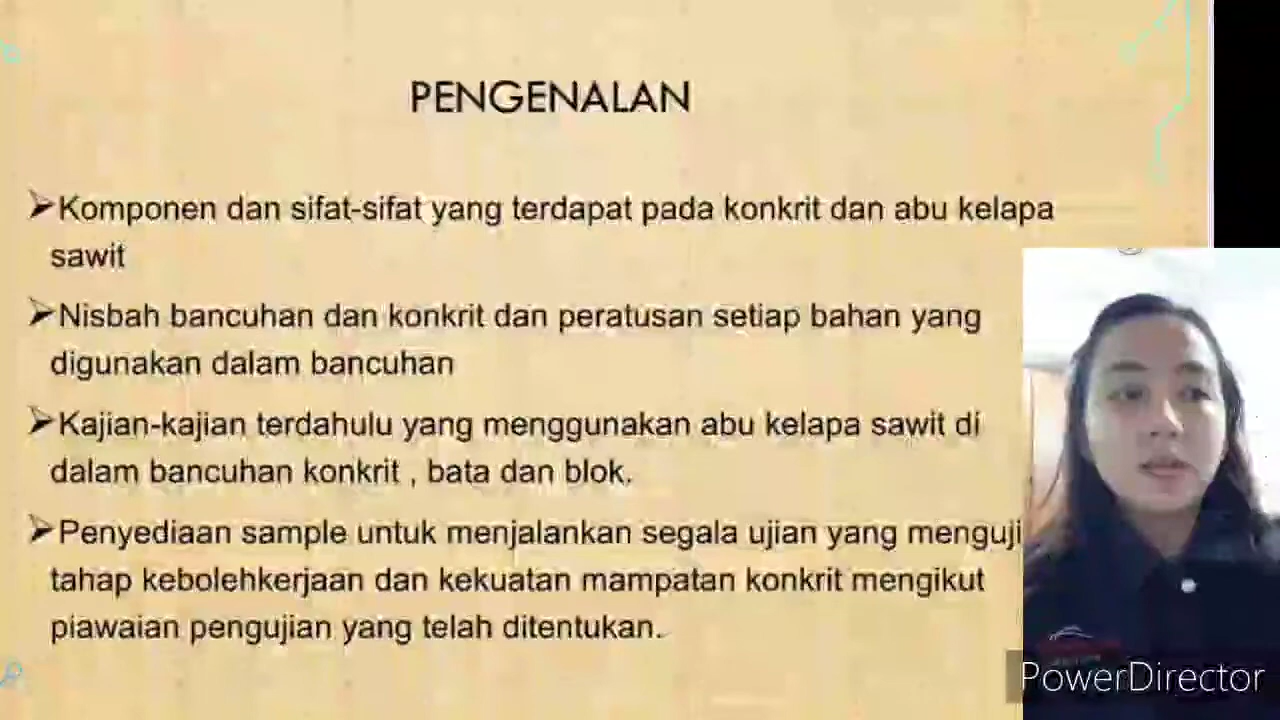 PENGENALAN
➢Komponen dan sifat-sifat yang terdapat pada konkrit dan abu kelapa
sawit
➢Nisbah bancuhan dan konkrit dan peratusan setiap bahan yang
digunakan dalam bancuhan
➢Kajian-kajian terdahulu yang menggunakan abu kelapa sawit di
dalam bancuhan konkrit , bata dan blok.
➢Penyediaan sample untuk menjalankan segala ujian yang menguji
tahap kebolehkerjaan dan kekuatan mampatan konkrit mengikut
piawaian pengujian yang telah ditentukan.
PowerDirector